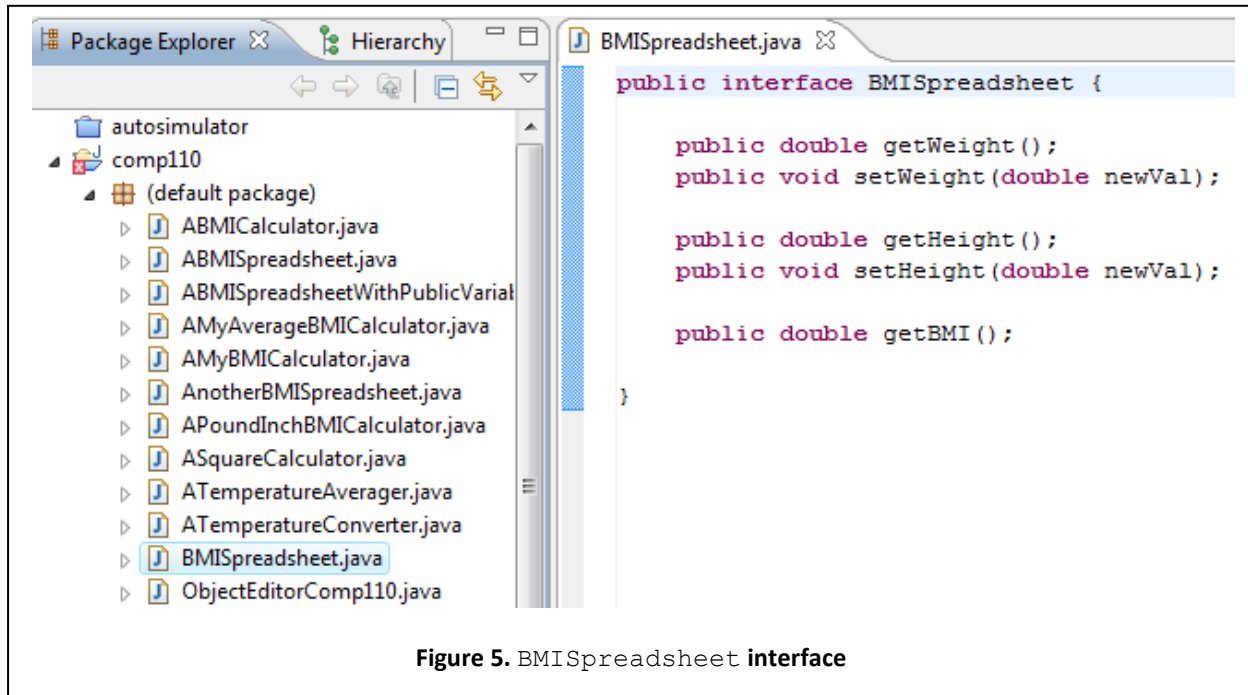 Package Explorer
Hierarchy
autosimulator
comp110
(default package)
ABMICalculator.java
ABMISpreadsheet.java
ABMISpreadsheetWithPublicVariab
AMyAverageBMICalculator.java
AMyBMICalculator.java
AnotherBMISpreadsheet.java
APoundInchBMICalculator.java
ASquareCalculator.java
ATemperatureAverager.java
ATemperatureConverter.java
BMISpreadsheet.java
ObjectEditorComp110.java
BMISpreadsheet.java
public interface BMISpreadsheet {
public double getWeight();
public void setWeight(double newVal);
public double getHeight();
public void setHeight(double newVal);
public double getBMI();
}
Figure 5. BMISpreadsheet interface